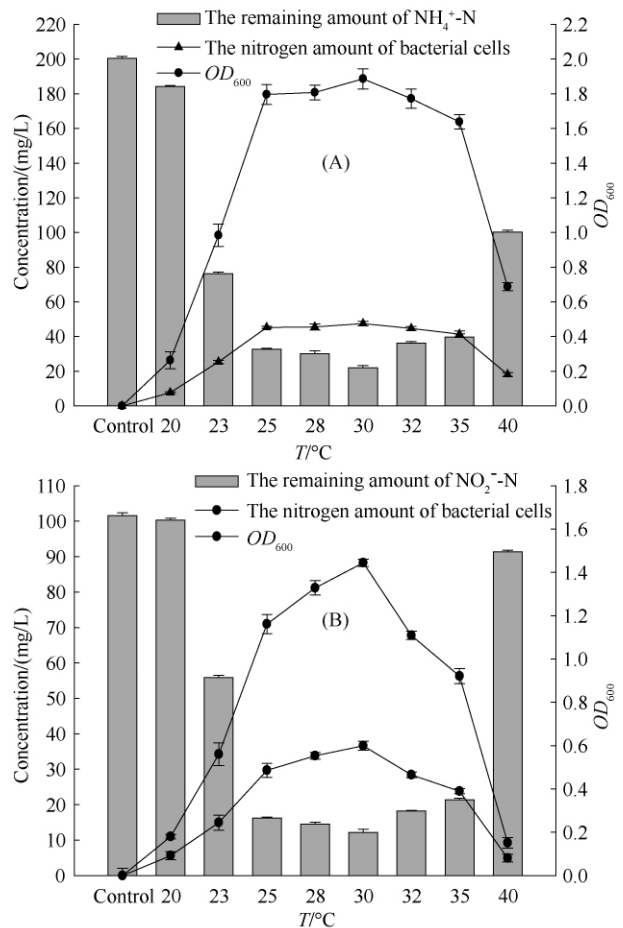 The remaining amount of NH₄⁺-N
The nitrogen amount of bacterial cells
OD₆₀₀
(A)
Concentration/(mg/L)
220
200
180
160
140
120
100
80
60
40
20
0
2.2
2.0
1.8
1.6
1.4
1.2
1.0
0.8
0.6
0.4
0.2
0.0
OD₆₀₀
Control 20 23 25 28 30 32 35 40
T/°C
The remaining amount of NO₂⁻-N
The nitrogen amount of bacterial cells
OD₆₀₀
(B)
Concentration/(mg/L)
110
100
90
80
70
60
50
40
30
20
10
0
1.8
1.6
1.4
1.2
1.0
0.8
0.6
0.4
0.2
0.0
OD₆₀₀
Control 20 23 25 28 30 32 35 40
T/°C